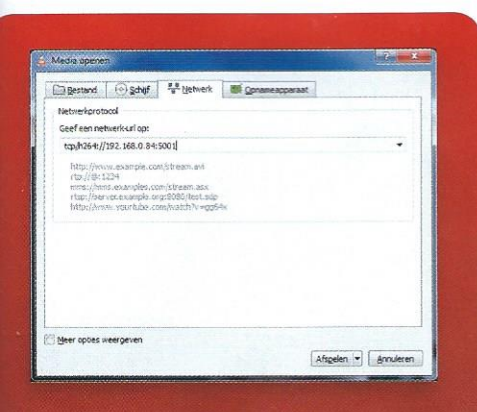 Media openen
Bestand Schijf Netwerk Opnameapparaat
Netwerkprotocol
Geef een netwerk-url op:
tcp/h264://192.168.0.84:5001
http://www.example.com/stream.avi
rtp://@:1234
mms://mms.examples.com/stream.asx
rtsp://server.example.org:8080/test.sdp
http://www.yourtube.com/watch?v=gg64x
Meer opties weergeven
Afspelen Annuleren